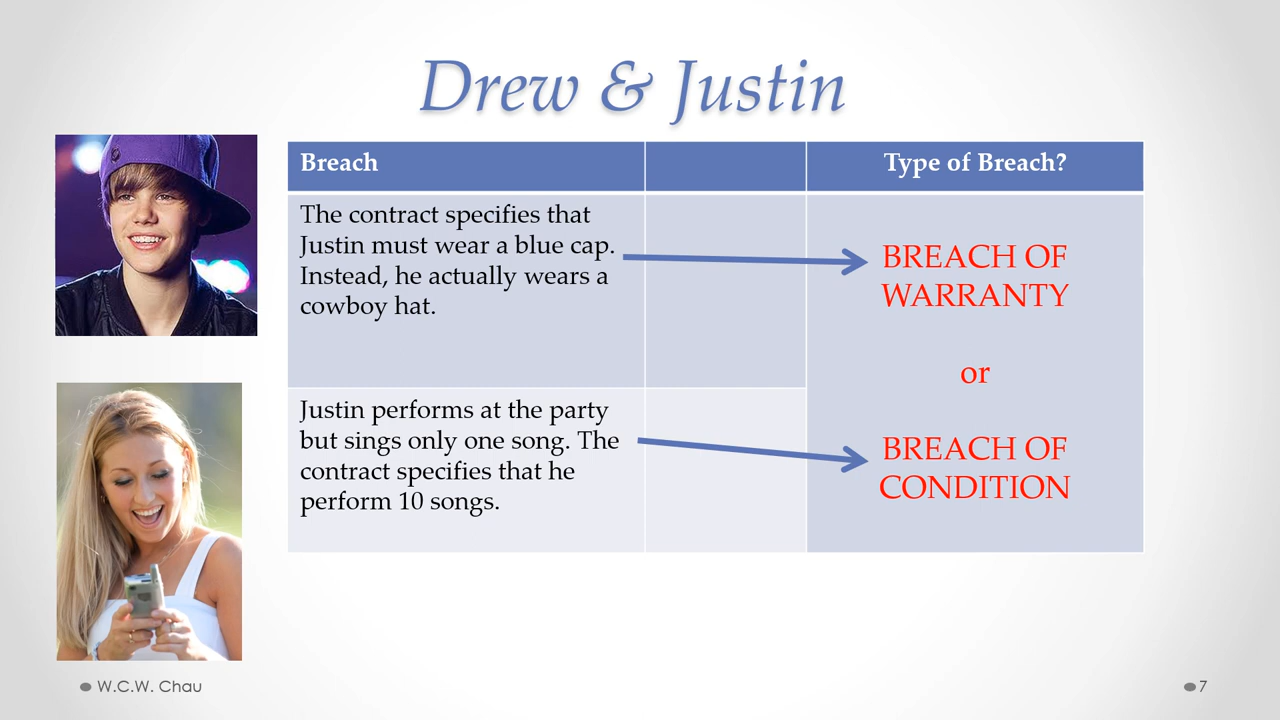 Drew & Justin
Breach
Type of Breach?
The contract specifies that
Justin must wear a blue cap.
Instead, he actually wears a
cowboy hat.
BREACH OF
WARRANTY
or
Justin performs at the party
but sings only one song. The
contract specifies that he
perform 10 songs.
BREACH OF
CONDITION
W.C.W. Chau
7